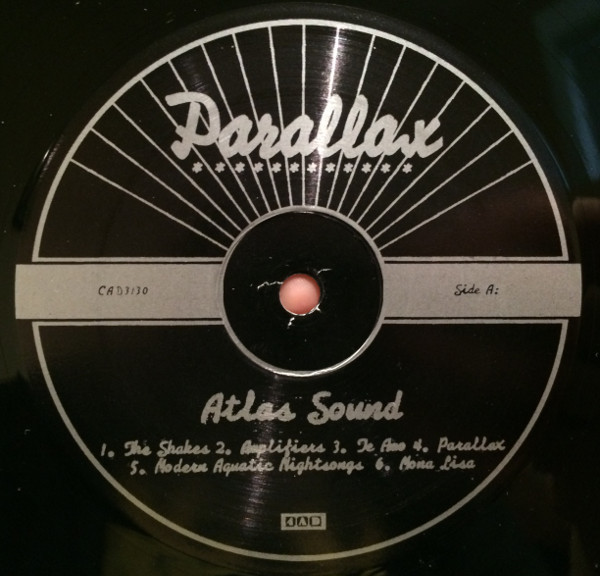 Parallax
* * * * * * * * * * * *
CAD3130
Side A:
Atlas Sound
1. The Shakes 2. Amplifiers 3. Te Amo 4. Parallax
5. Modern Aquatic Nightsongs 6. Mona Lisa
4AD